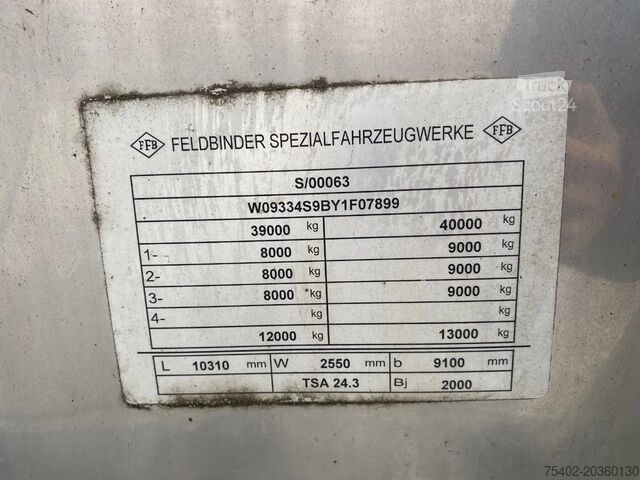 Truck
Scout24
FFB FELDBINDER SPEZIALFAHRZEUGWERKE FFB
S/00063
W09334S9BY1F07899
39000 kg 40000 kg
1- 8000 kg 9000 kg
2- 8000 kg 9000 kg
3- 8000 kg 9000 kg
4- kg kg
12000 kg 13000 kg
L 10310 mm W 2550 mm b 9100 mm
TSA 24.3 Bj 2000
75402-20360130